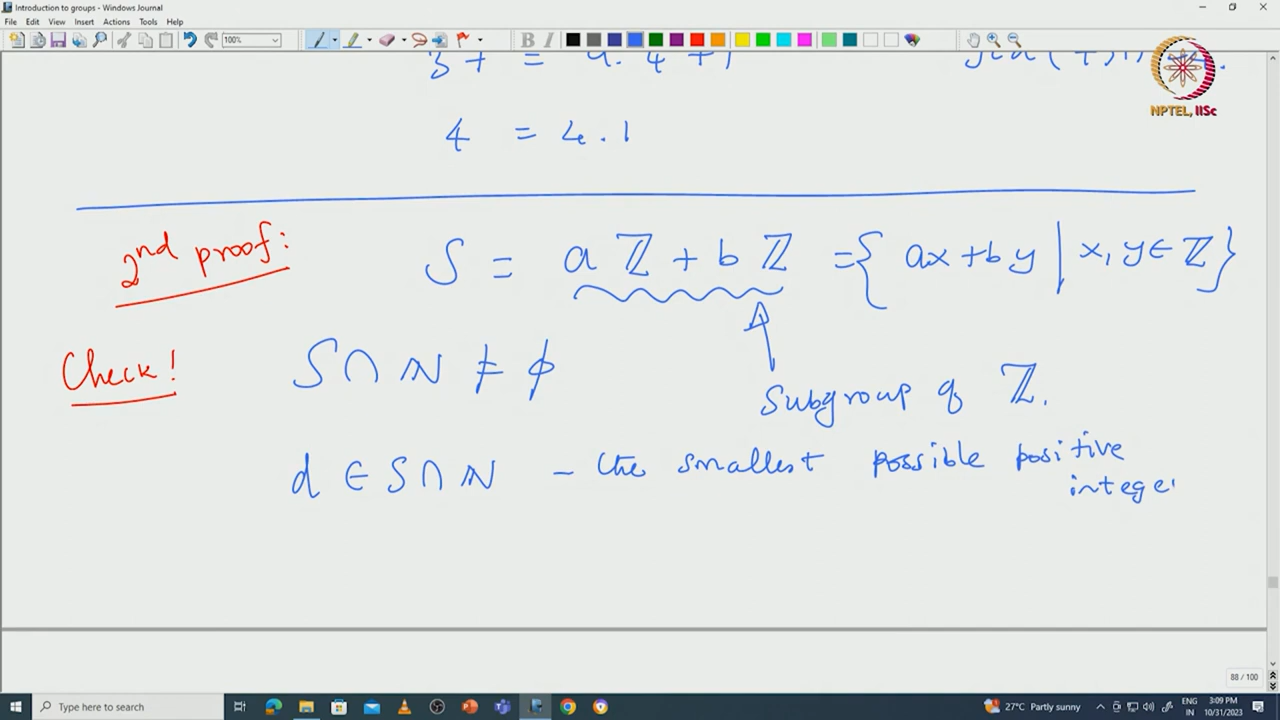 Introduction to groups - Windows Journal
File Edit View Insert Actions Tools Help
100%
B I
NPTEL, IISc
4 = 4.1
2nd proof: S = aℤ + bℤ = { ax + by | x, y ∈ ℤ }
Check! S ∩ ℕ ≠ φ
Subgroup of ℤ.
d ∈ S ∩ ℕ – the smallest possible positive
intege
88 / 100
Type here to search
27°C Partly sunny
ENG
IN
3:09 PM
10/31/2023